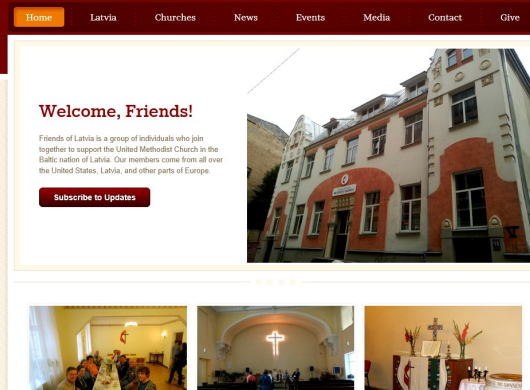 Home Latvia Churches News Events Media Contact Give
Welcome, Friends!
Friends of Latvia is a group of individuals who join
together to support the United Methodist Church in the
Baltic nation of Latvia. Our members come from all over
the United States, Latvia, and other parts of Europe.
Subscribe to Updates